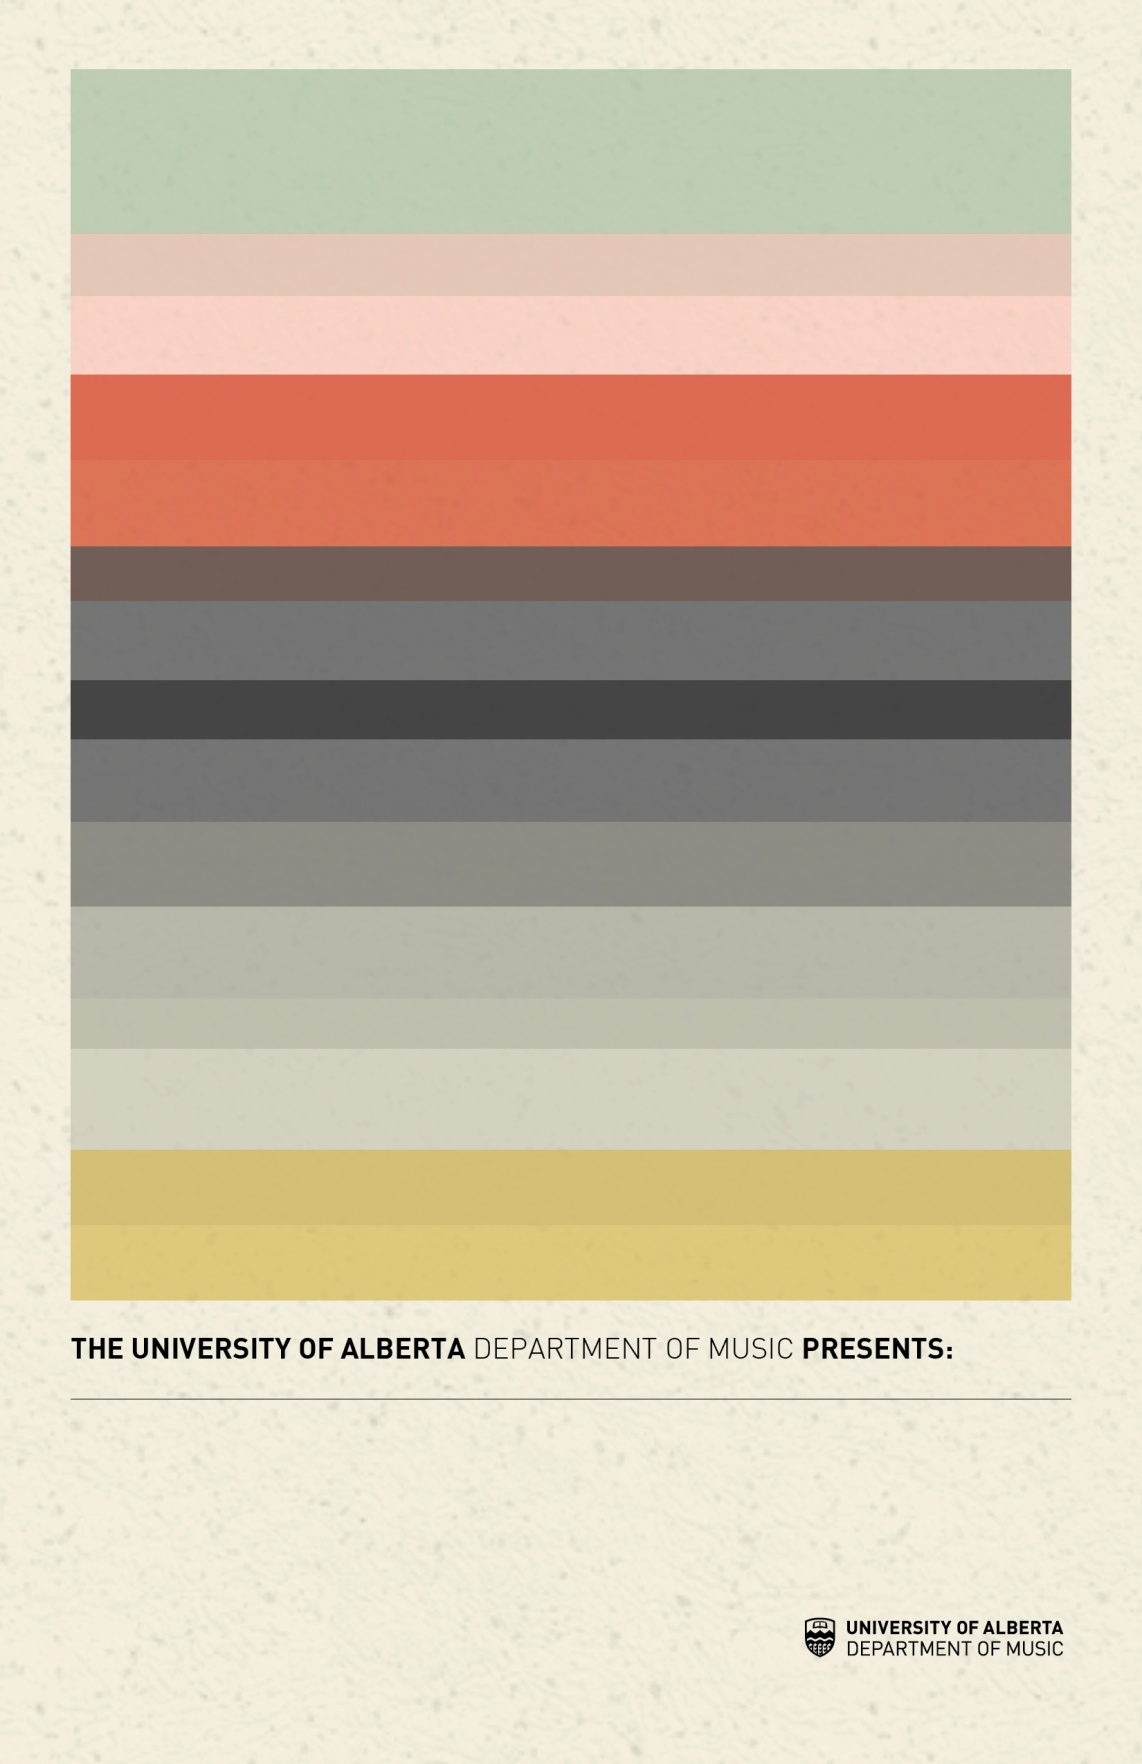 THE UNIVERSITY OF ALBERTA DEPARTMENT OF MUSIC PRESENTS:
UNIVERSITY OF ALBERTA
DEPARTMENT OF MUSIC